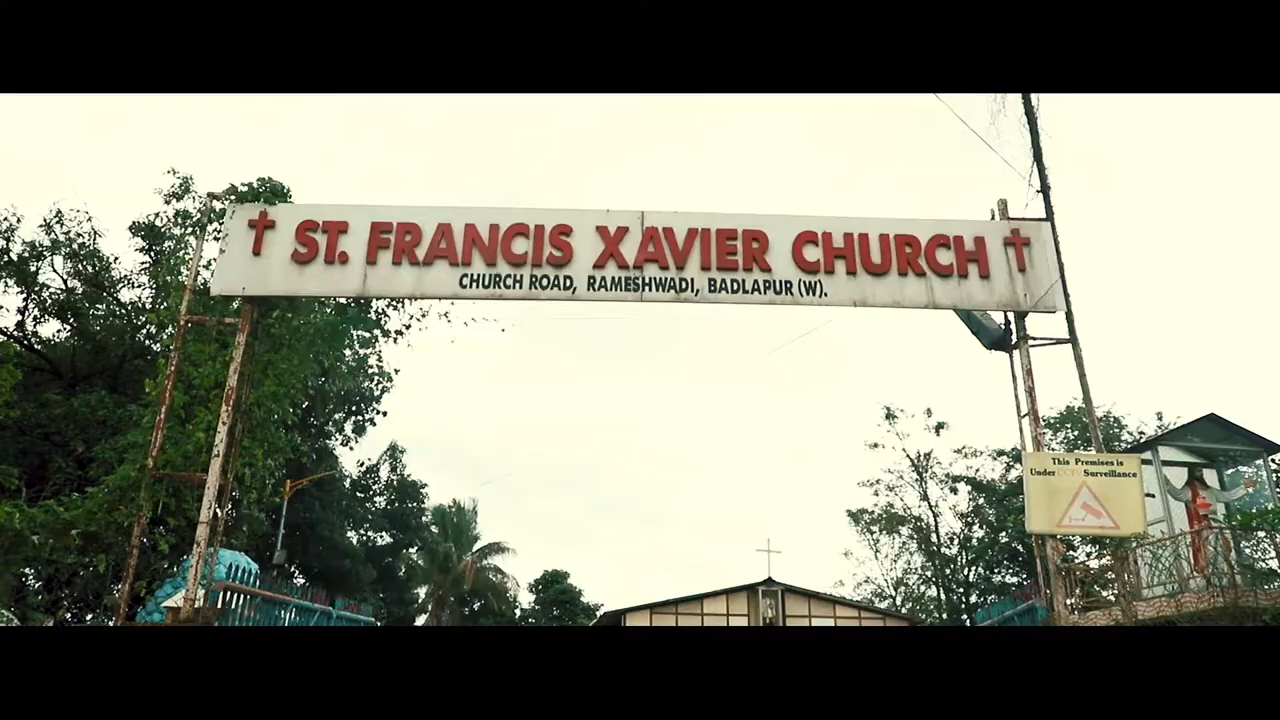 ST. FRANCIS XAVIER CHURCH
CHURCH ROAD, RAMESHWADI, BADLAPUR (W).
This Premises is
Under CCTV Surveillance